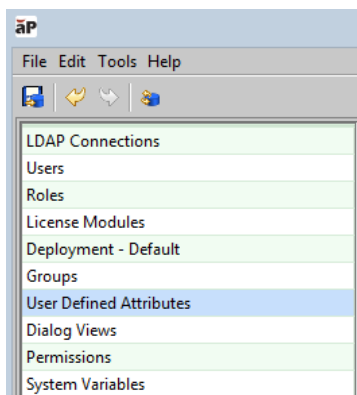 aP
File Edit Tools Help
LDAP Connections
Users
Roles
License Modules
Deployment - Default
Groups
User Defined Attributes
Dialog Views
Permissions
System Variables